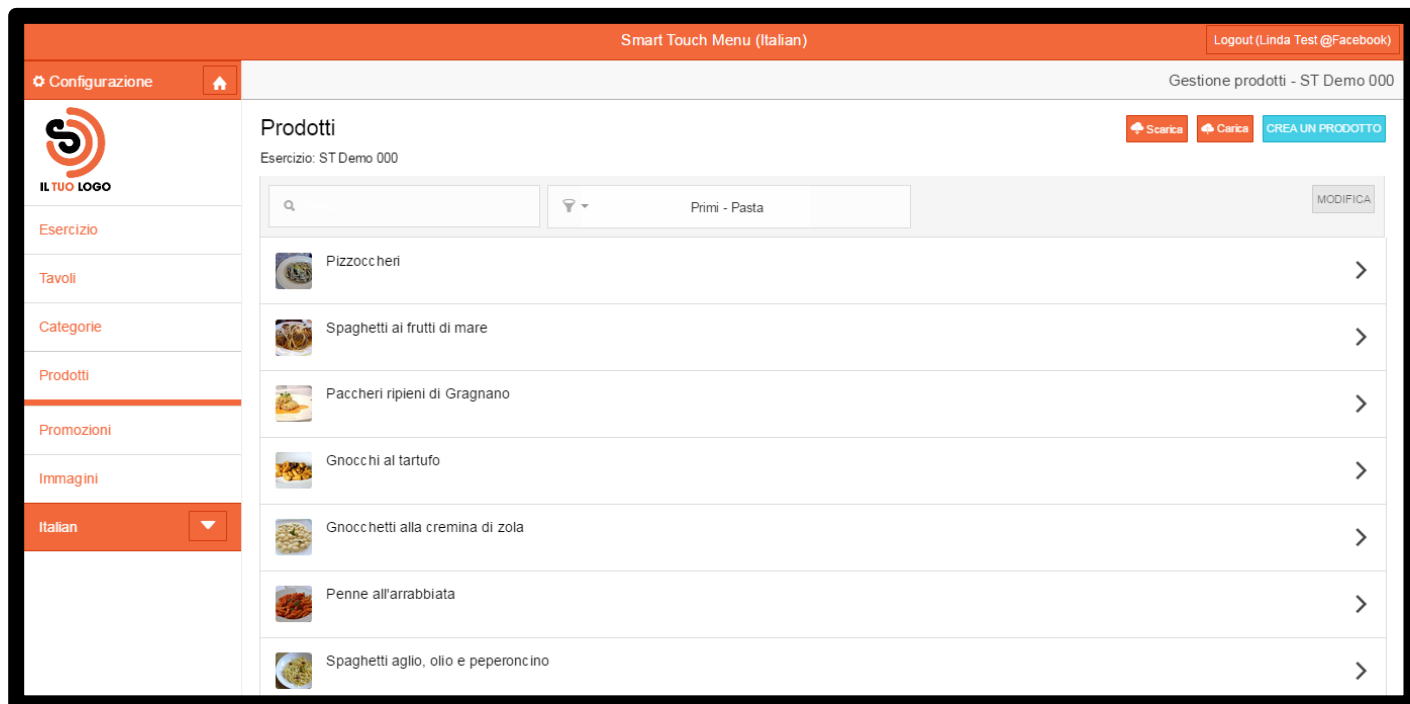 Smart Touch Menu (Italian)
Logout (Linda Test @Facebook)
Configurazione
Gestione prodotti - ST Demo 000
IL TUO LOGO
Esercizio
Tavoli
Categorie
Prodotti
Promozioni
Immagini
Italian
Prodotti
Scarica
Carica
CREA UN PRODOTTO
Esercizio: ST Demo 000
Primi - Pasta
MODIFICA
Pizzoccheri
Spaghetti ai frutti di mare
Paccheri ripieni di Gragnano
Gnocchi al tartufo
Gnocchetti alla cremina di zola
Penne all'arrabbiata
Spaghetti aglio, olio e peperoncino